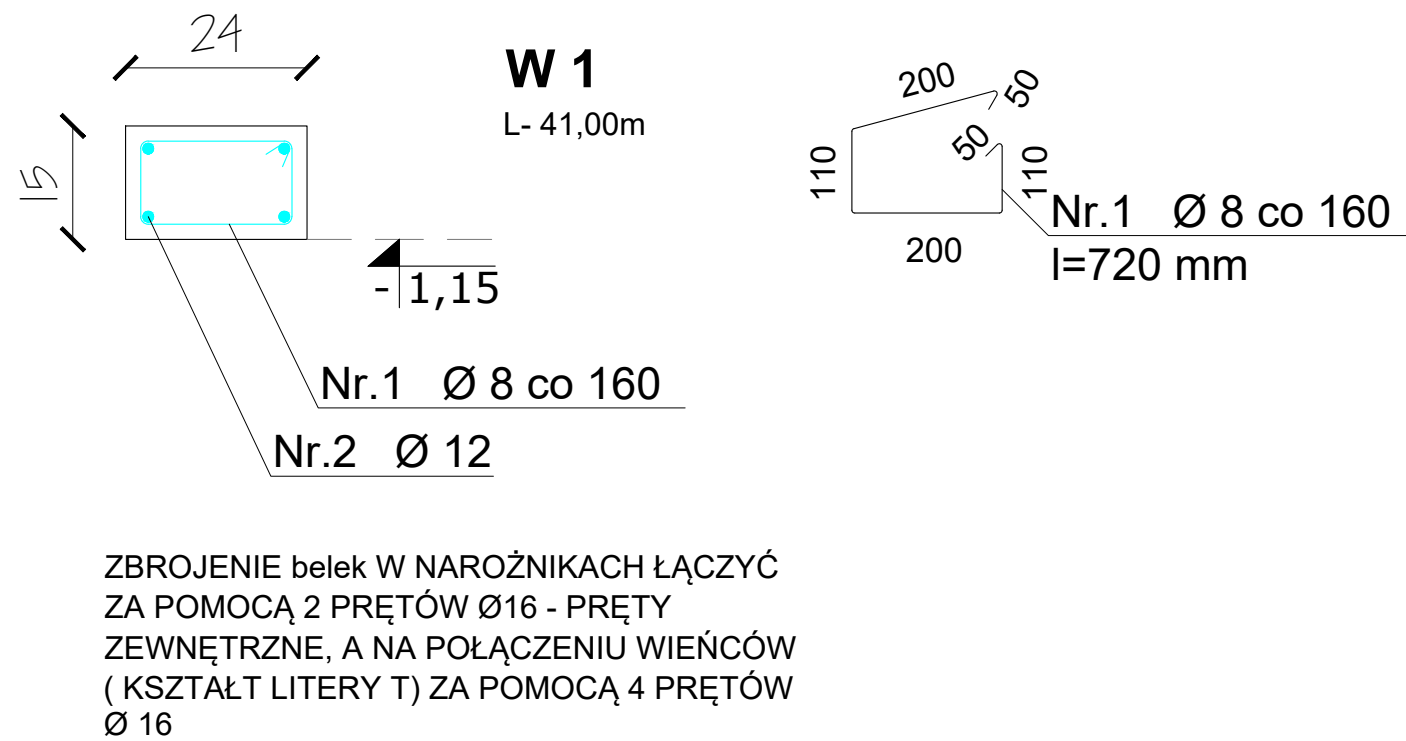 24
W 1
L- 41,00m
15
- 1,15
Nr.1 Ø 8 co 160
Nr.2 Ø 12
200
50
50
110
110
200
Nr.1 Ø 8 co 160
l=720 mm
ZBROJENIE belek W NAROŻNIKACH ŁĄCZYĆ
ZA POMOCĄ 2 PRĘTÓW Ø16 - PRĘTY
ZEWNĘTRZNE, A NA POŁĄCZENIU WIEŃCÓW
( KSZTAŁT LITERY T) ZA POMOCĄ 4 PRĘTÓW
Ø 16